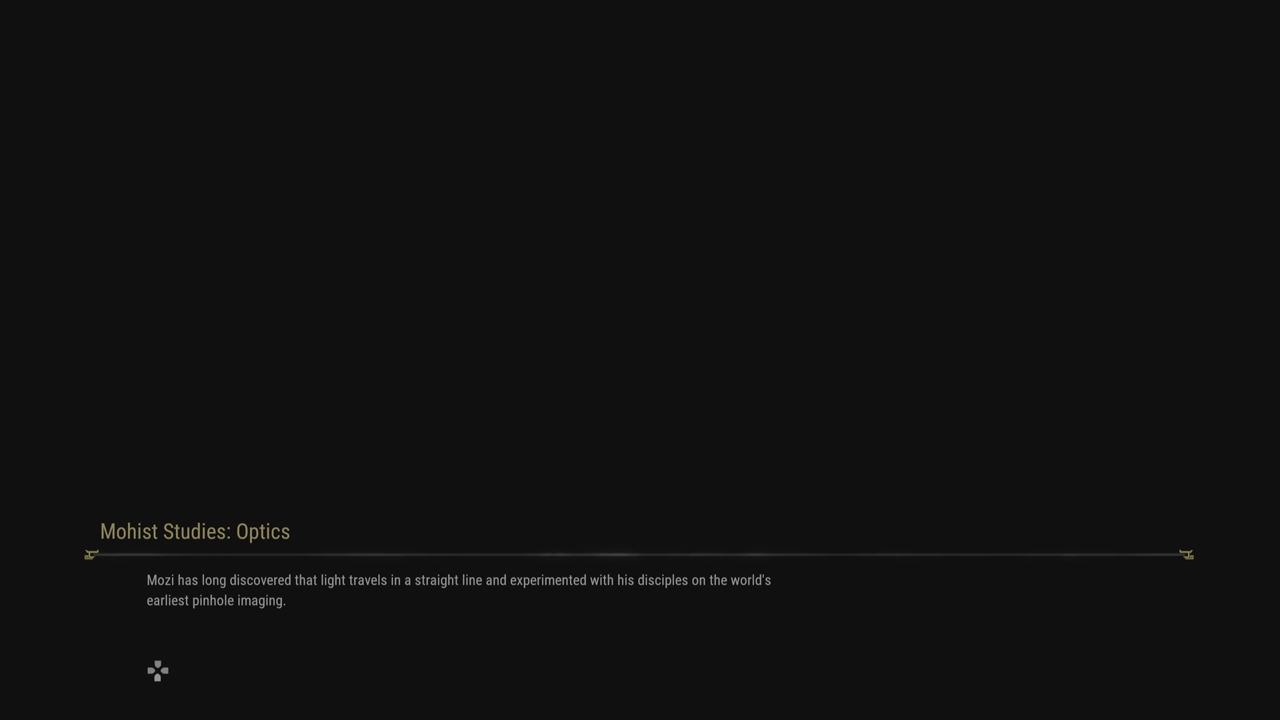 Mohist Studies: Optics
Mozi has long discovered that light travels in a straight line and experimented with his disciples on the world's
earliest pinhole imaging.